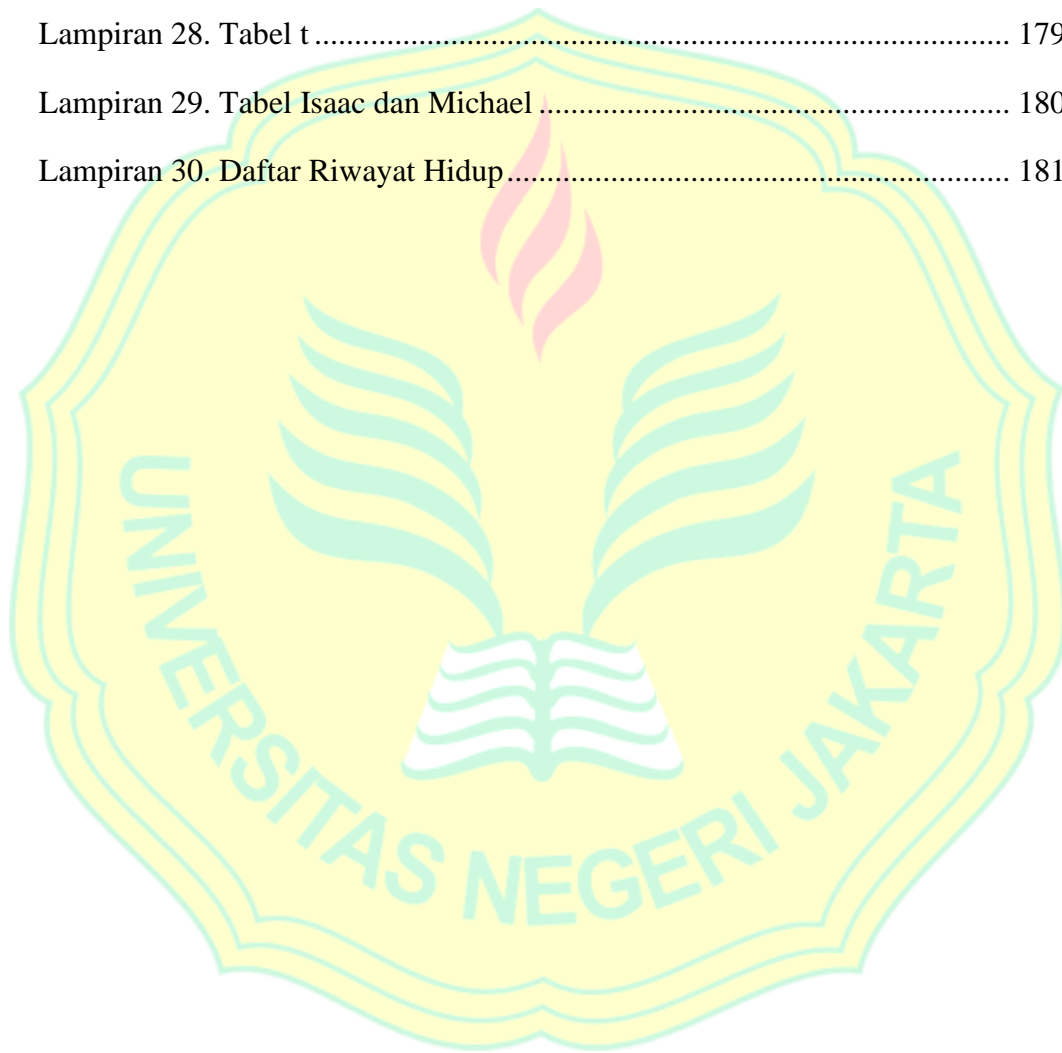 Lampiran 28. Tabel t ....................................................................................... 179
Lampiran 29. Tabel Isaac dan Michael ........................................................... 180
Lampiran 30. Daftar Riwayat Hidup ............................................................... 181
UNIVERSITAS NEGERI JAKARTA